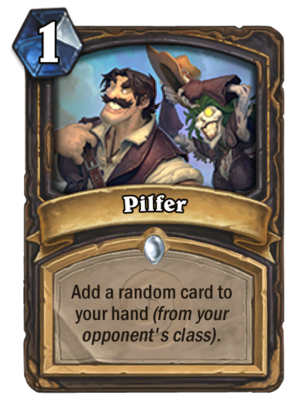 1
Pilfer
Add a random card to
your hand (from your
opponent's class).